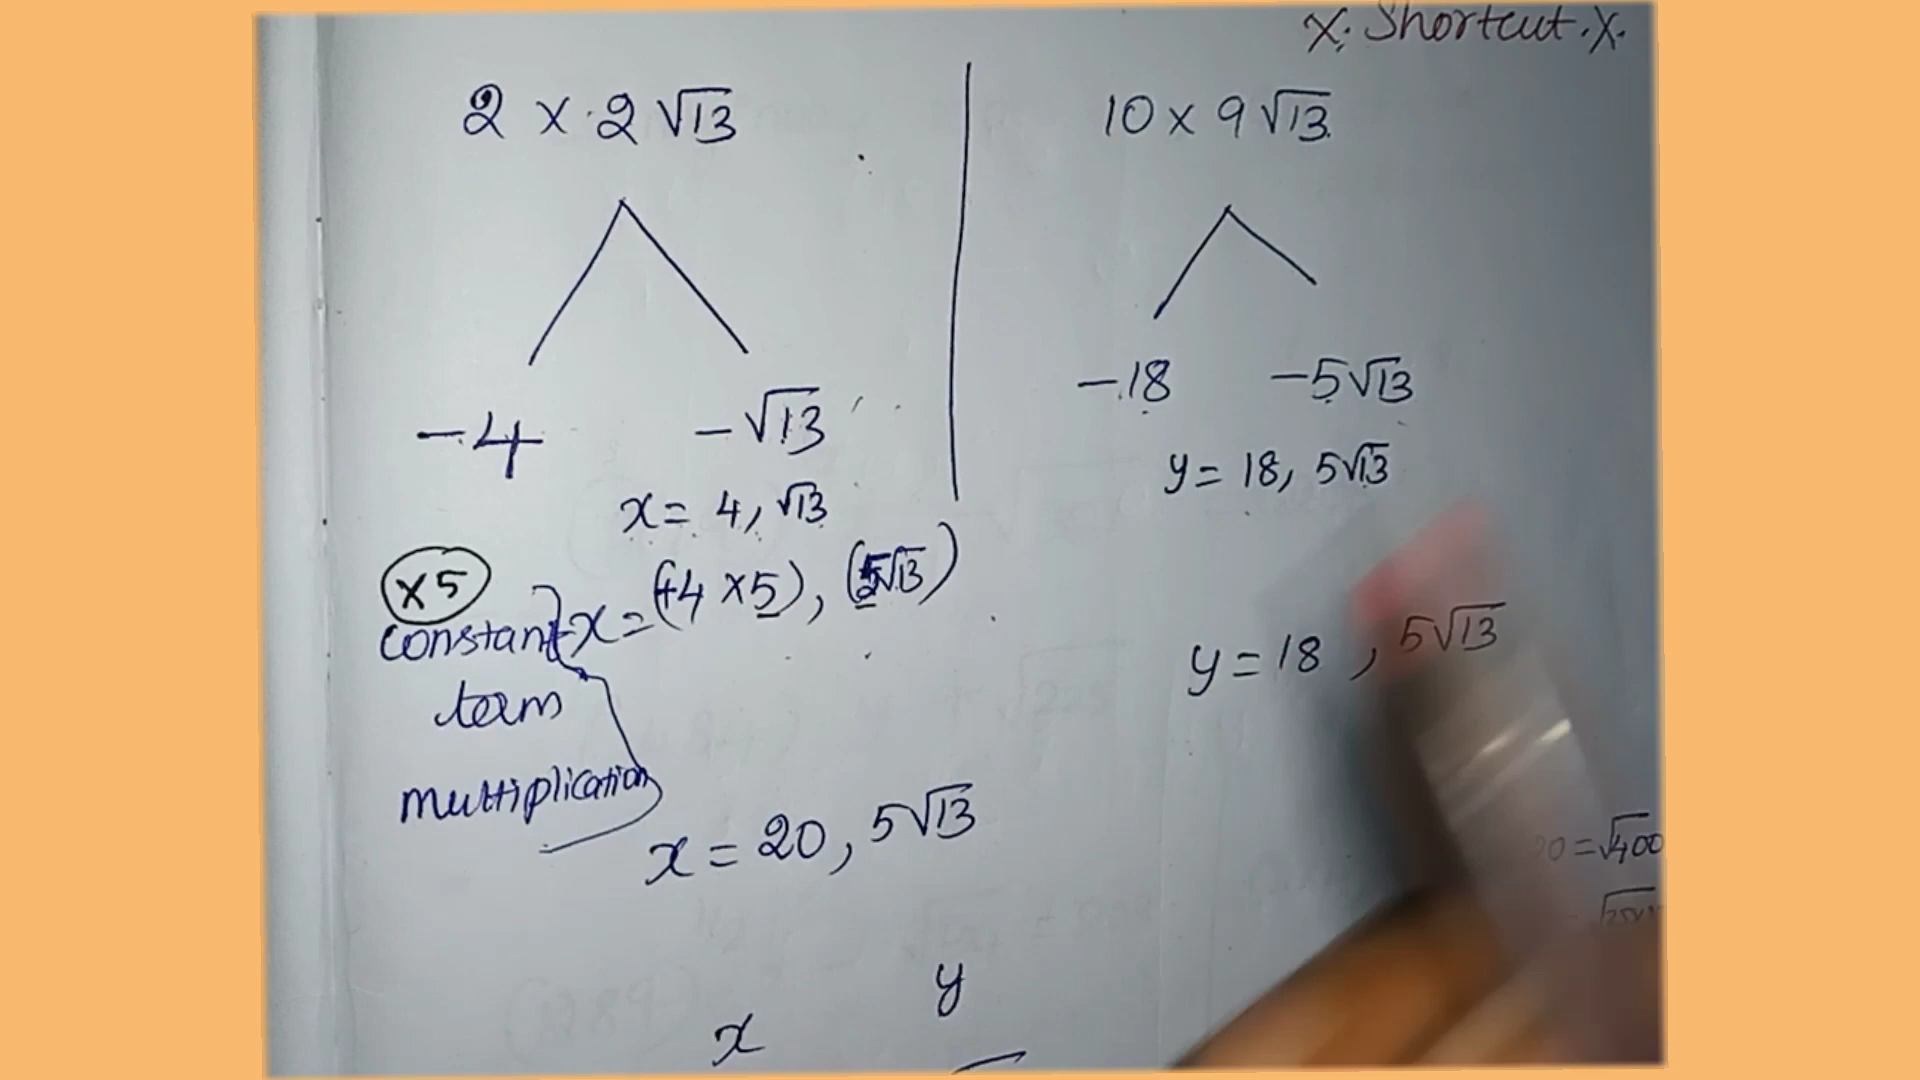 x. Shortcut.x.
2 x 2√13
-4 -√13
x = 4, √13
x5
constant x = (+4 x 5), (5√13)
term
multiplication
x = 20, 5√13
10 x 9√13
-18 -5√13
y = 18, 5√13
y = 18, 5√13
=√400
x y